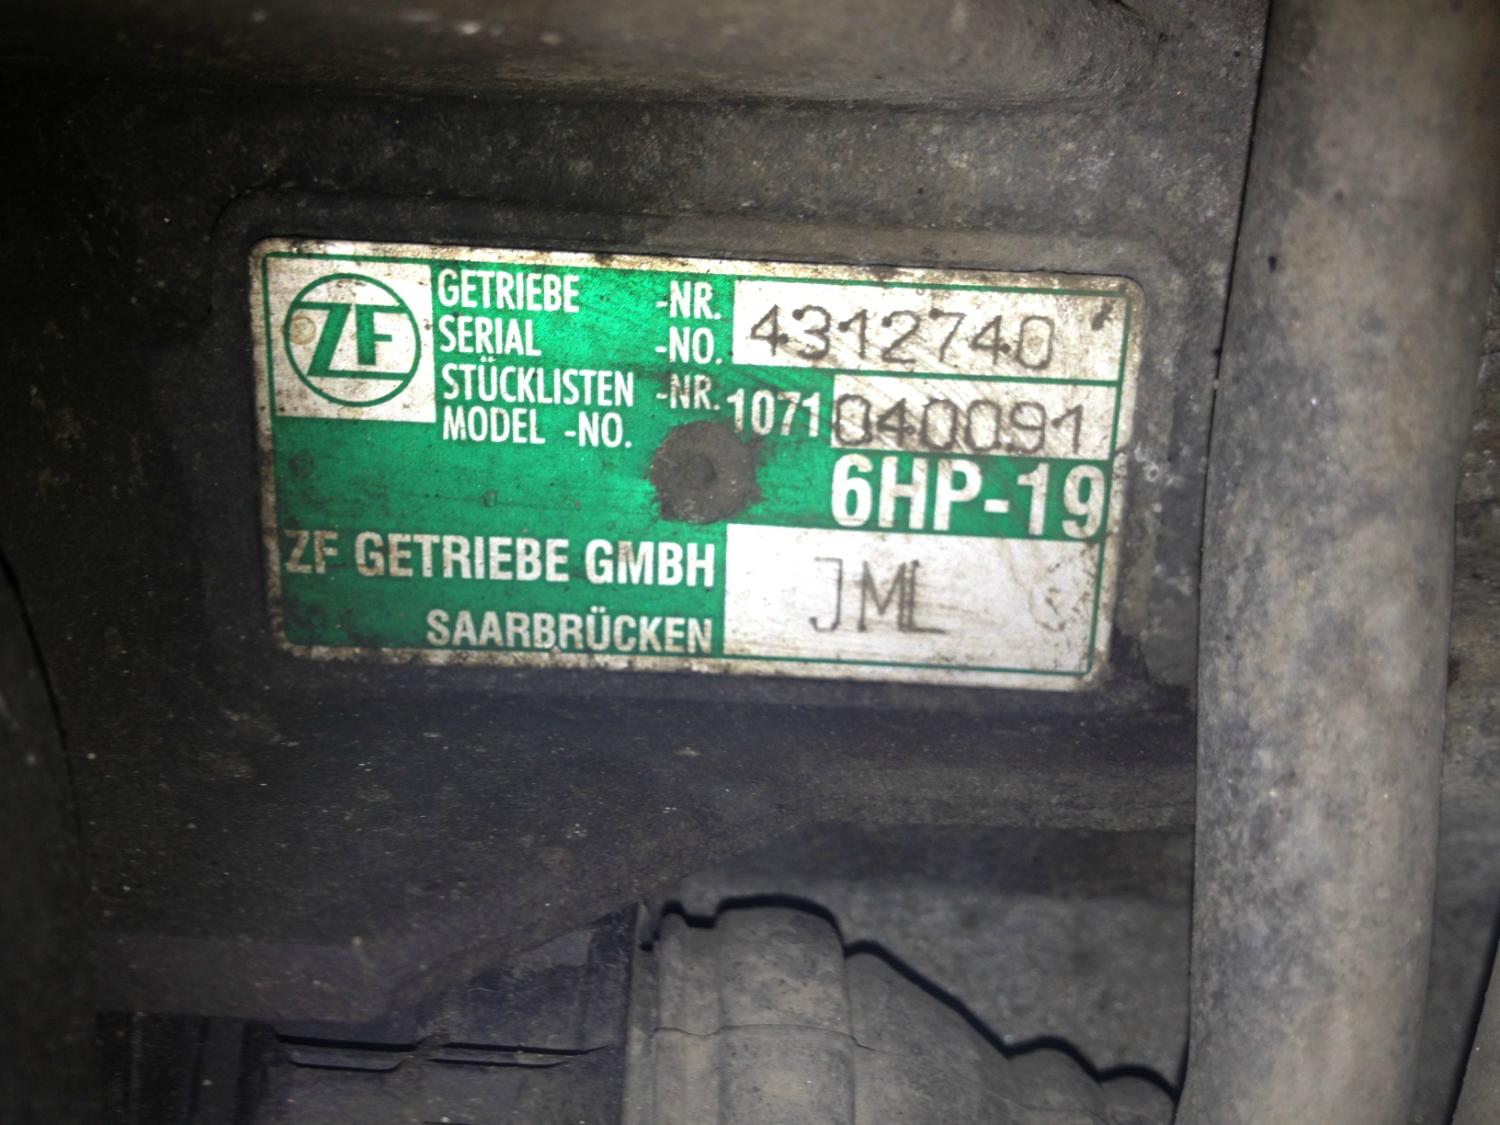 ZF
GETRIEBE -NR.
SERIAL -NO. 4312740
STÜCKLISTEN -NR.
MODEL -NO. 1071 040091
6HP-19
ZF GETRIEBE GMBH
SAARBRÜCKEN
JML